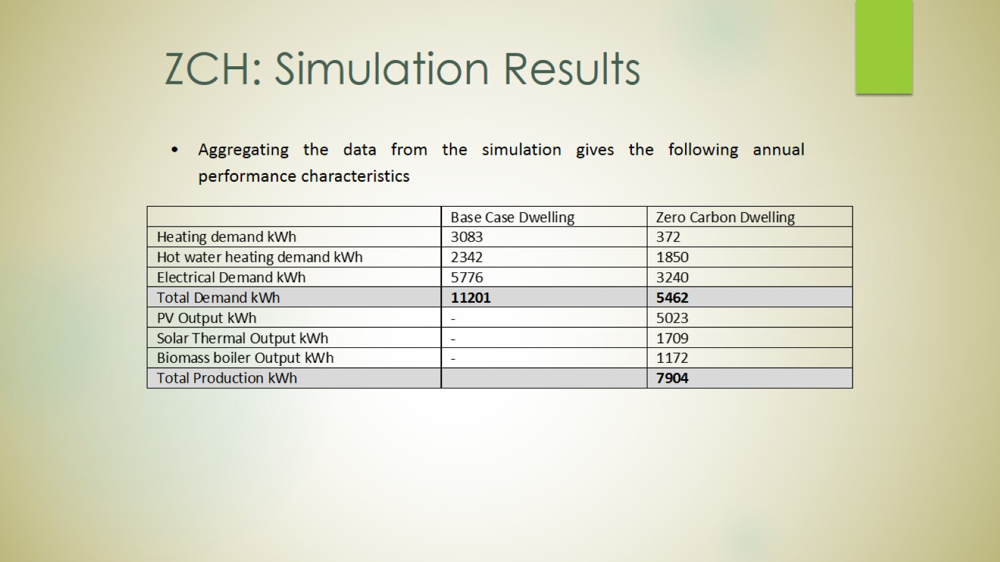 ZCH: Simulation Results
• Aggregating the data from the simulation gives the following annual
performance characteristics
Base Case Dwelling Zero Carbon Dwelling
Heating demand kWh 3083 372
Hot water heating demand kWh 2342 1850
Electrical Demand kWh 5776 3240
Total Demand kWh 11201 5462
PV Output kWh - 5023
Solar Thermal Output kWh - 1709
Biomass boiler Output kWh - 1172
Total Production kWh 7904